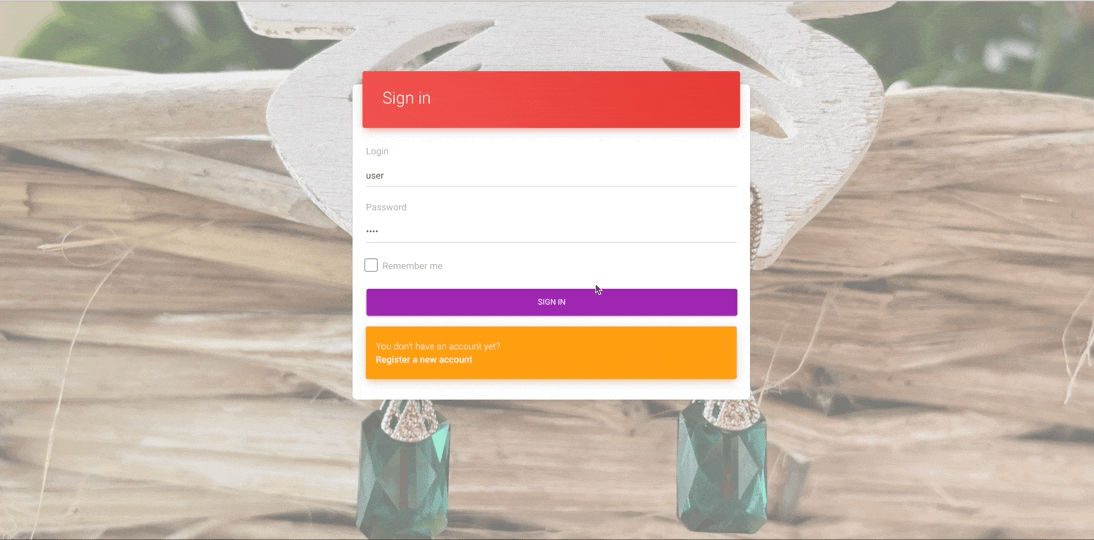 Sign in
Login
user
Password
••••
Remember me
SIGN IN
You don't have an account yet?
Register a new account